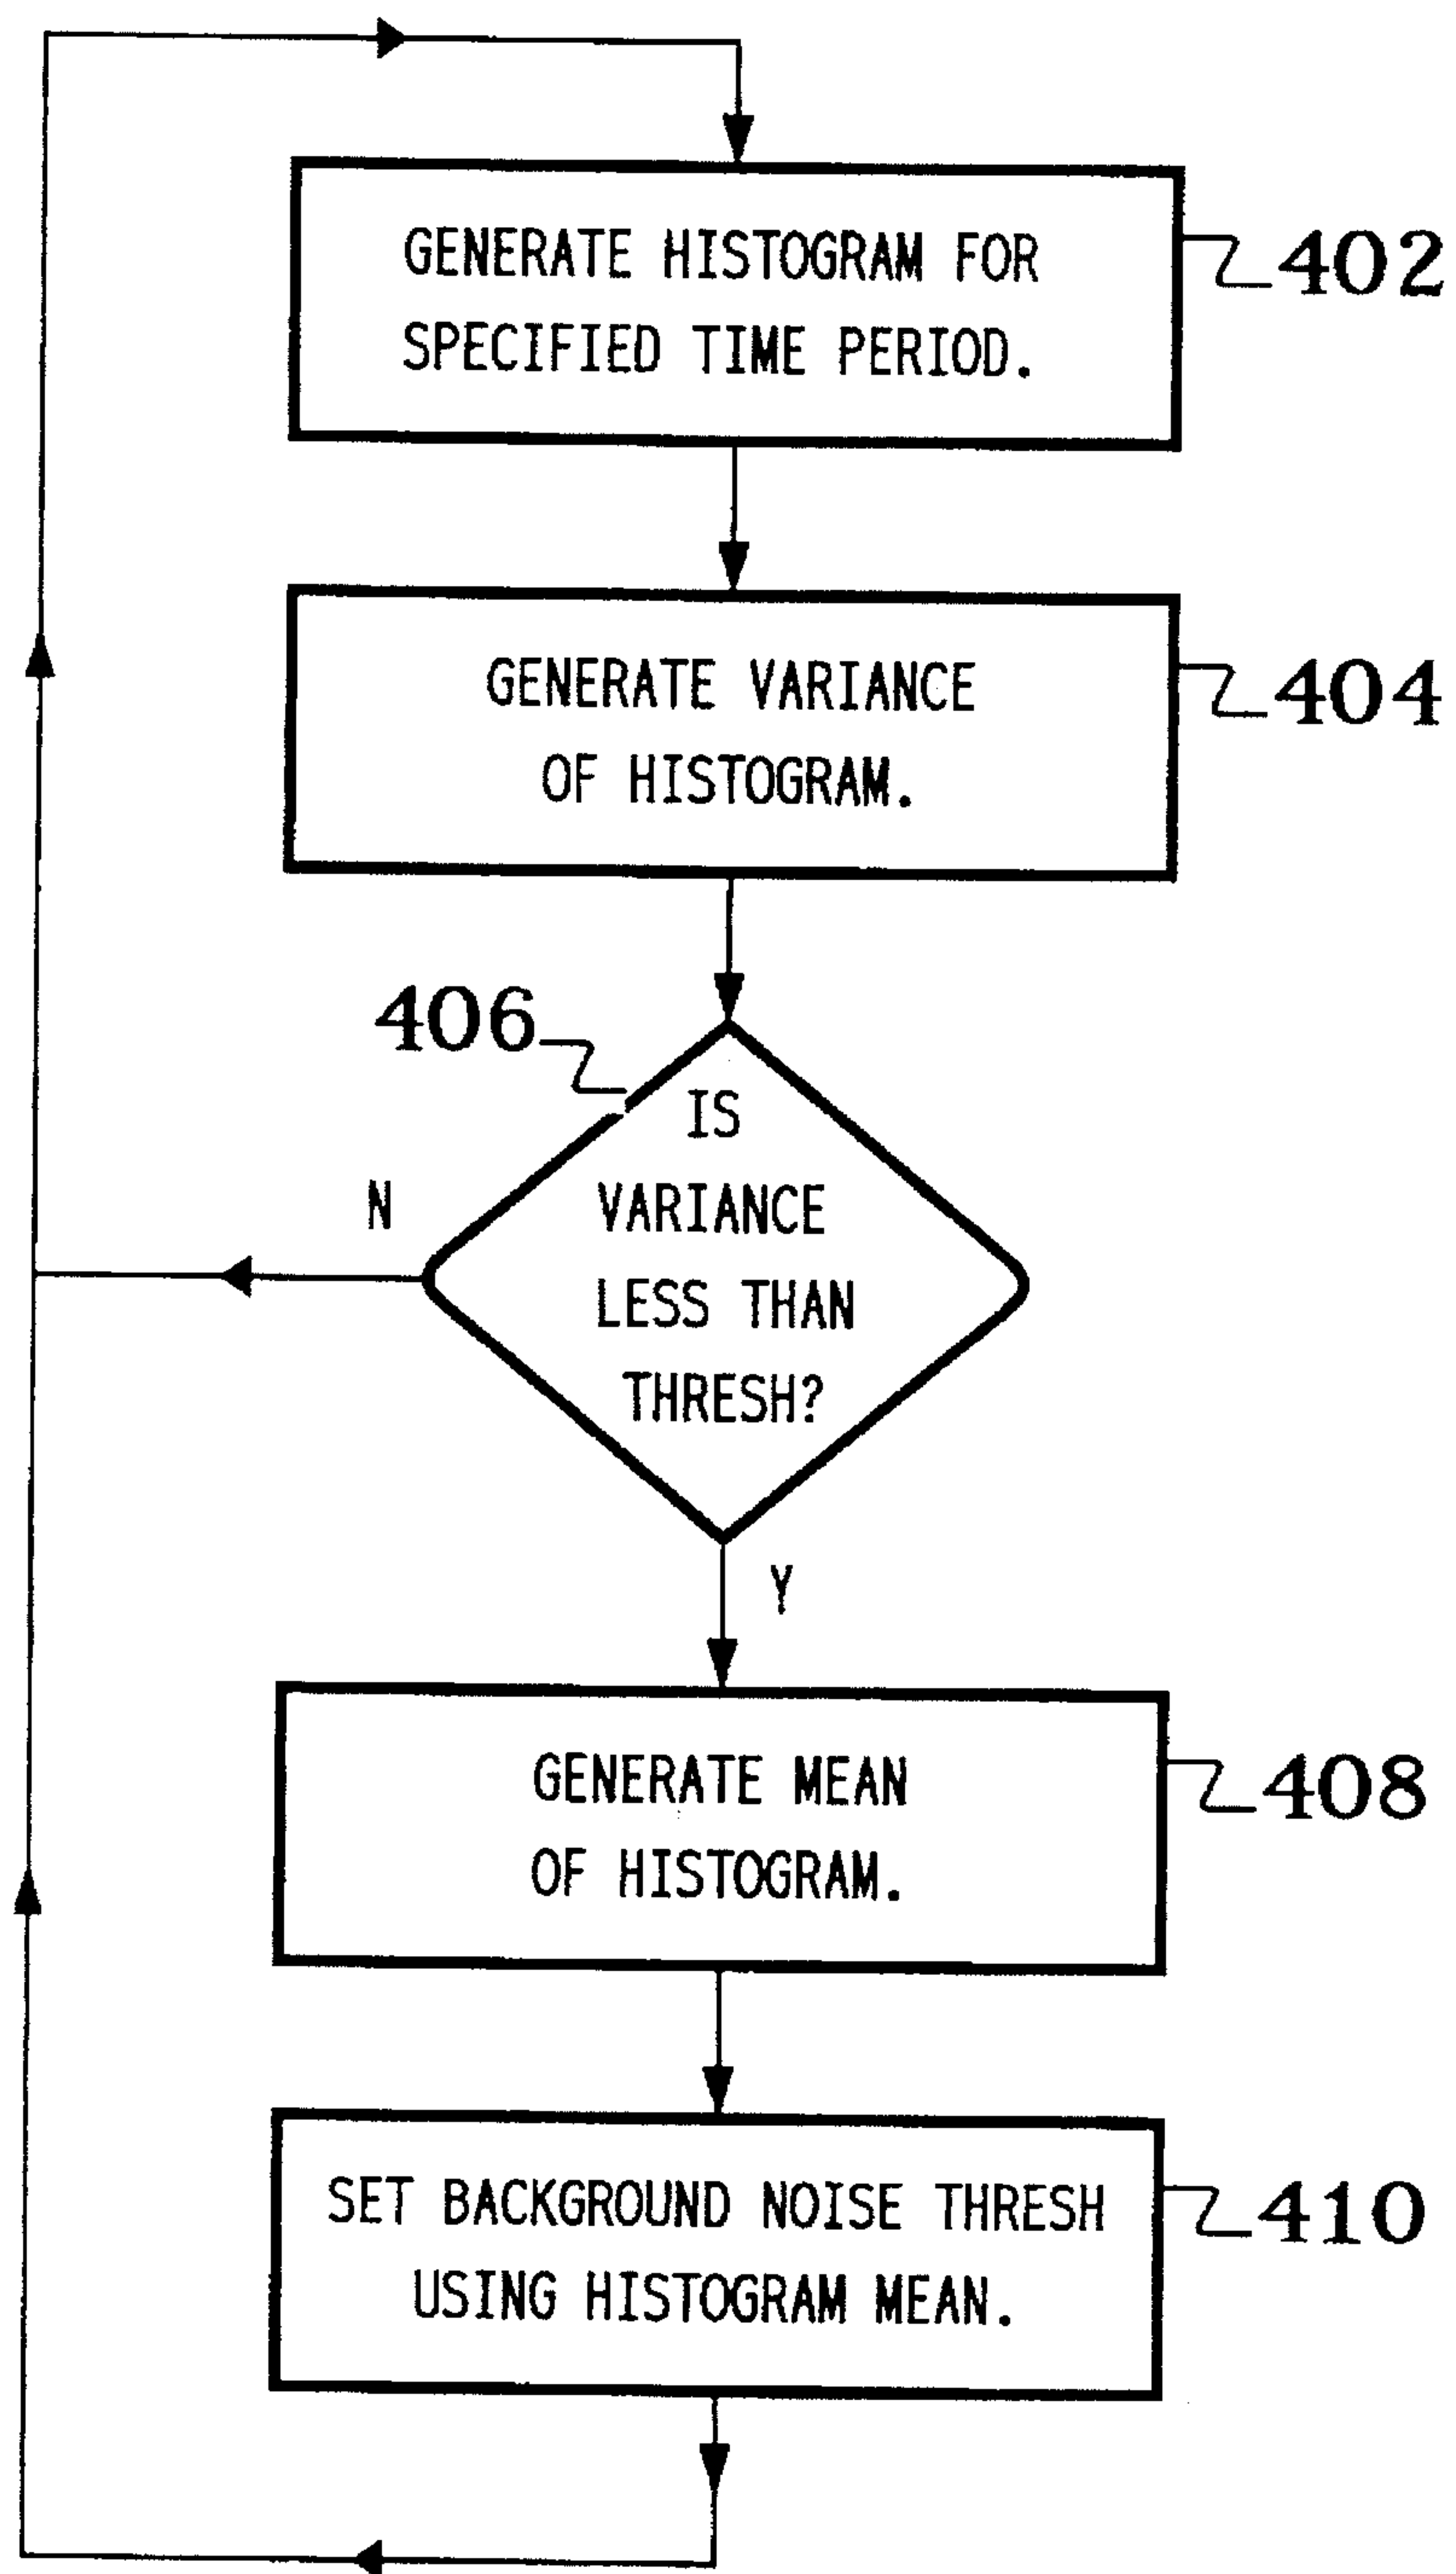 GENERATE HISTOGRAM FOR
SPECIFIED TIME PERIOD.
402
GENERATE VARIANCE
OF HISTOGRAM.
404
406
IS
VARIANCE
LESS THAN
THRESH?
N
Y
GENERATE MEAN
OF HISTOGRAM.
408
SET BACKGROUND NOISE THRESH
USING HISTOGRAM MEAN.
410